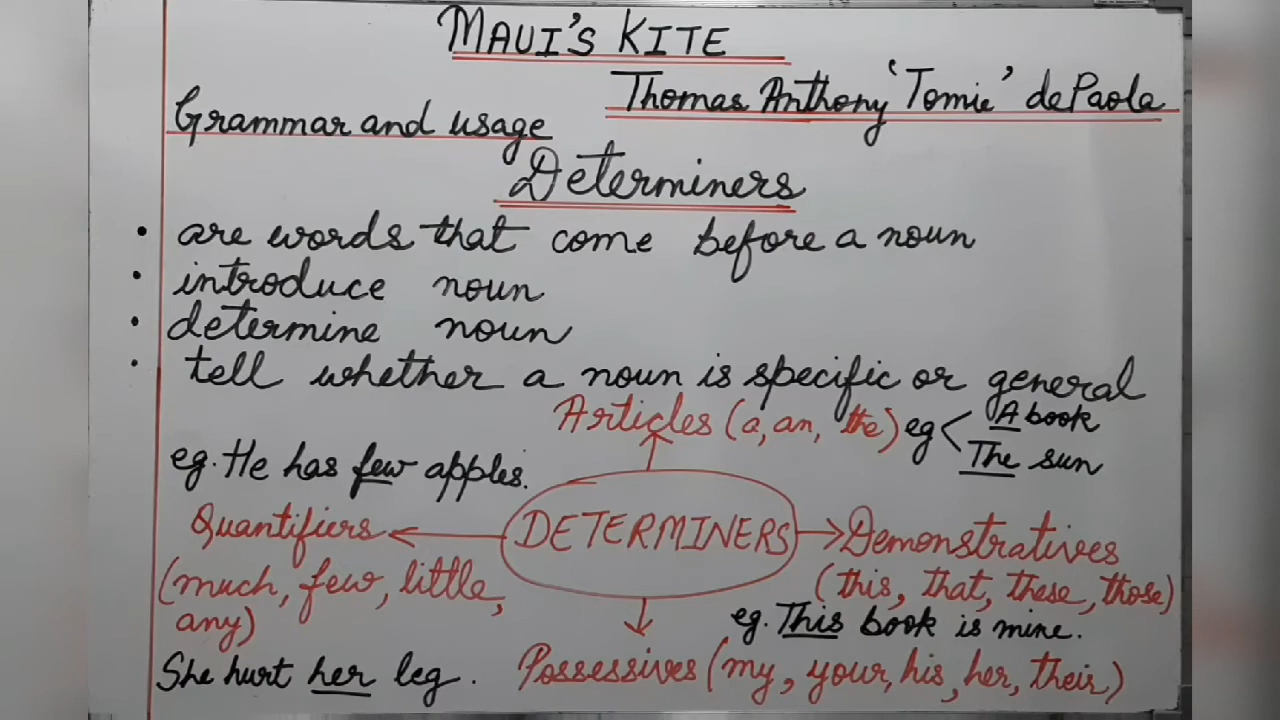 MAUI'S KITE
Thomas Anthony 'Tomie' dePaola
Grammar and usage
Determiners
• are words that come before a noun
• introduce noun
• determine noun
• tell whether a noun is specific or general
Articles (a, an, the) eg < A book
The sun
eg. He has few apples.
Quantifiers ← DETERMINERS → Demonstratives
(much, few, little, any)
(this, that, these, those)
eg. This book is mine.
She hurt her leg.
Possessives (my, your, his, her, their)